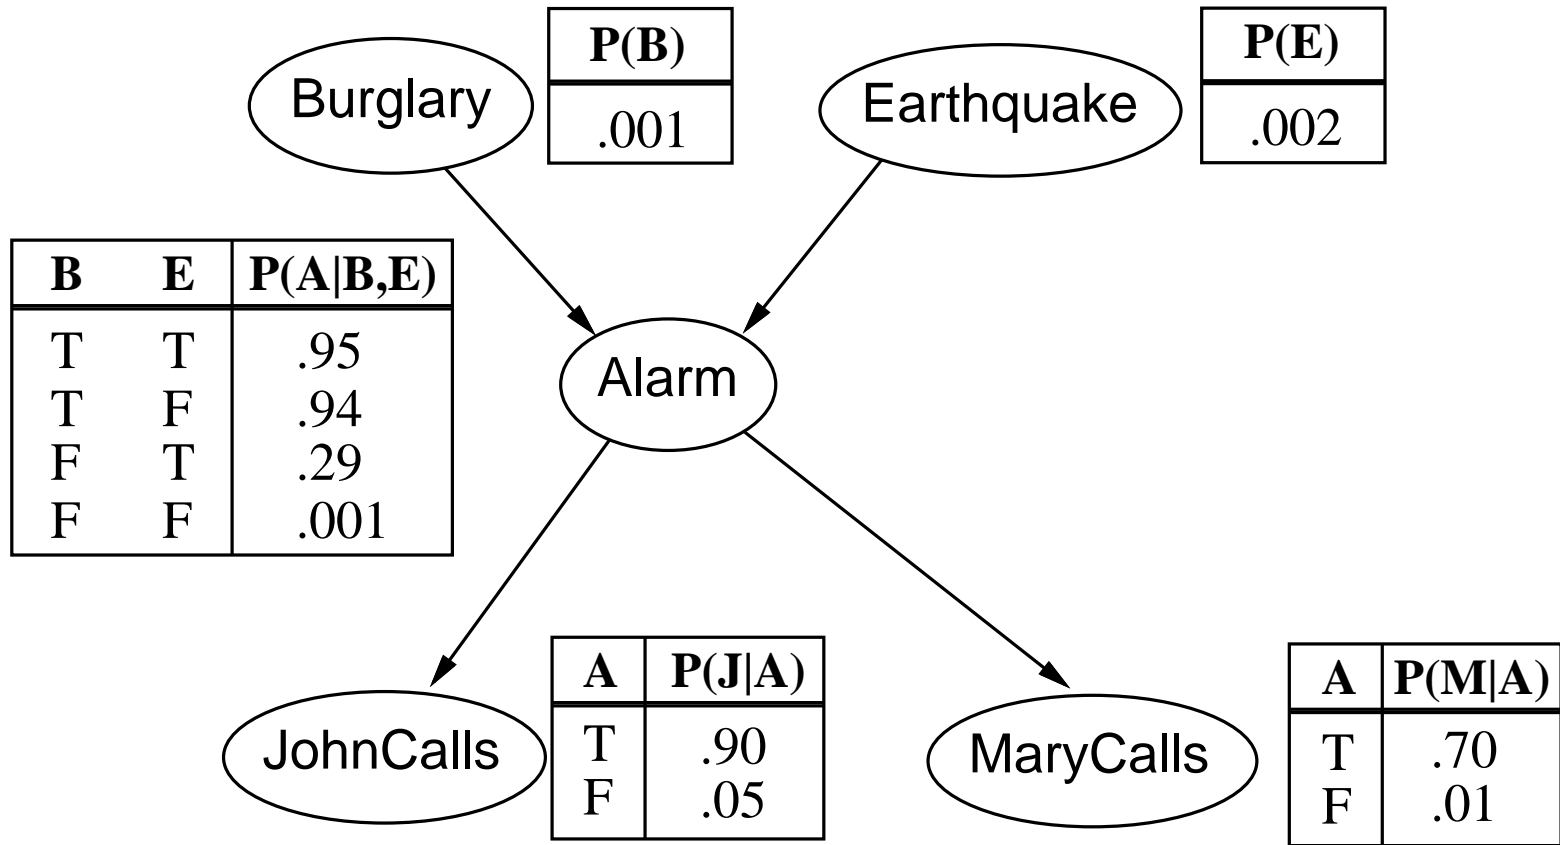 Burglary
P(B)
.001
Earthquake
P(E)
.002
B E P(A|B,E)
T T .95
T F .94
F T .29
F F .001
Alarm
JohnCalls
A P(J|A)
T .90
F .05
MaryCalls
A P(M|A)
T .70
F .01